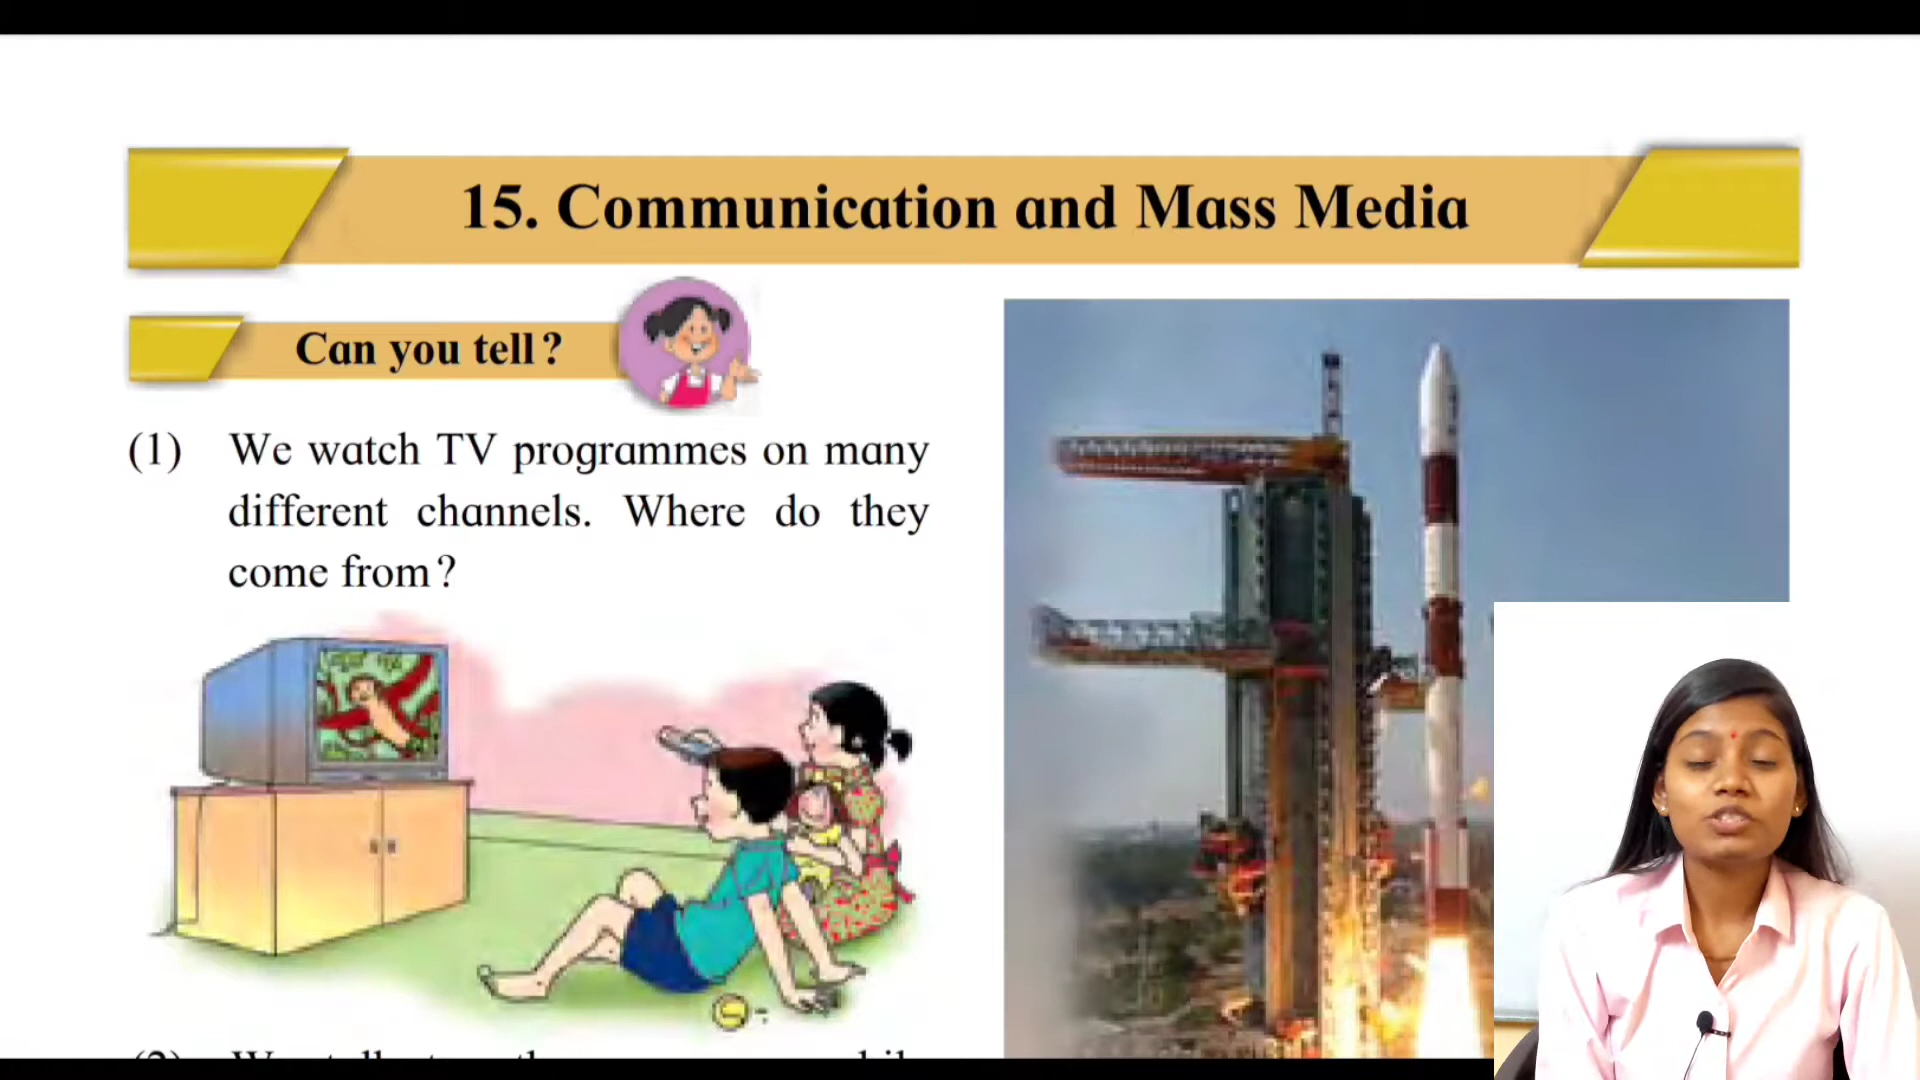 15. Communication and Mass Media
Can you tell?
(1) We watch TV programmes on many
different channels. Where do they
come from?